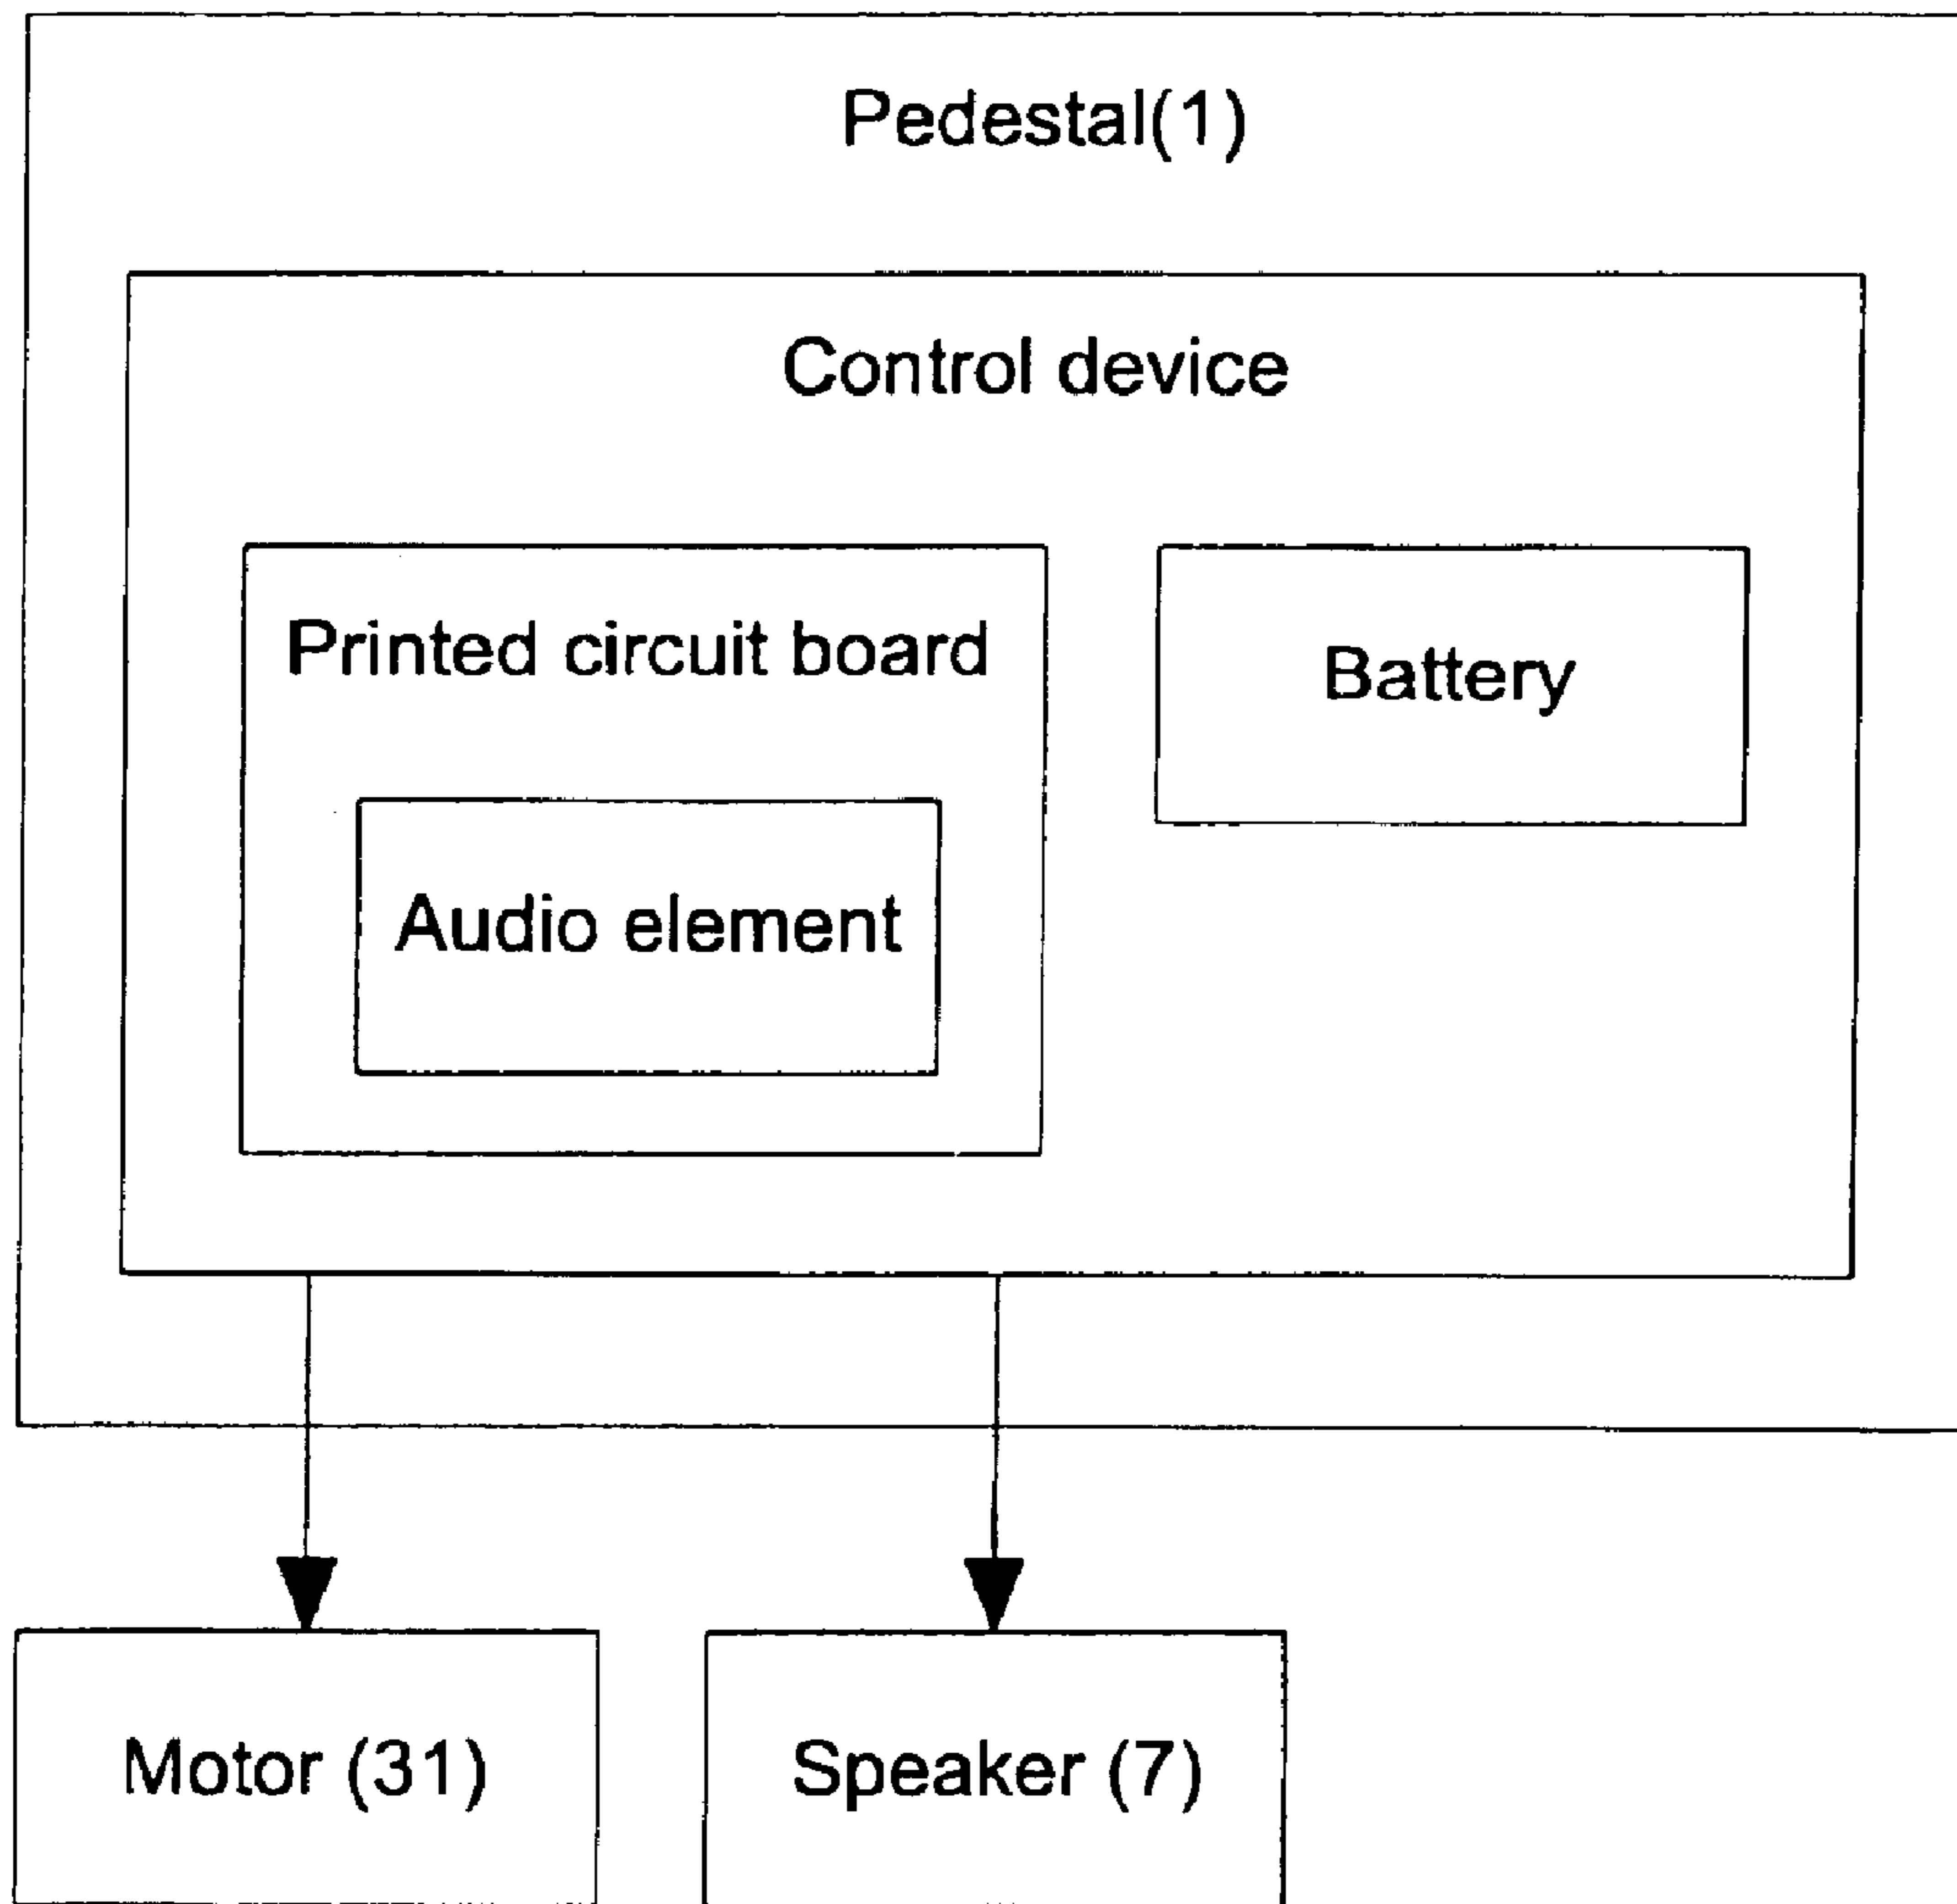 Pedestal(1)
Control device
Printed circuit board
Battery
Audio element
Motor (31)
Speaker (7)